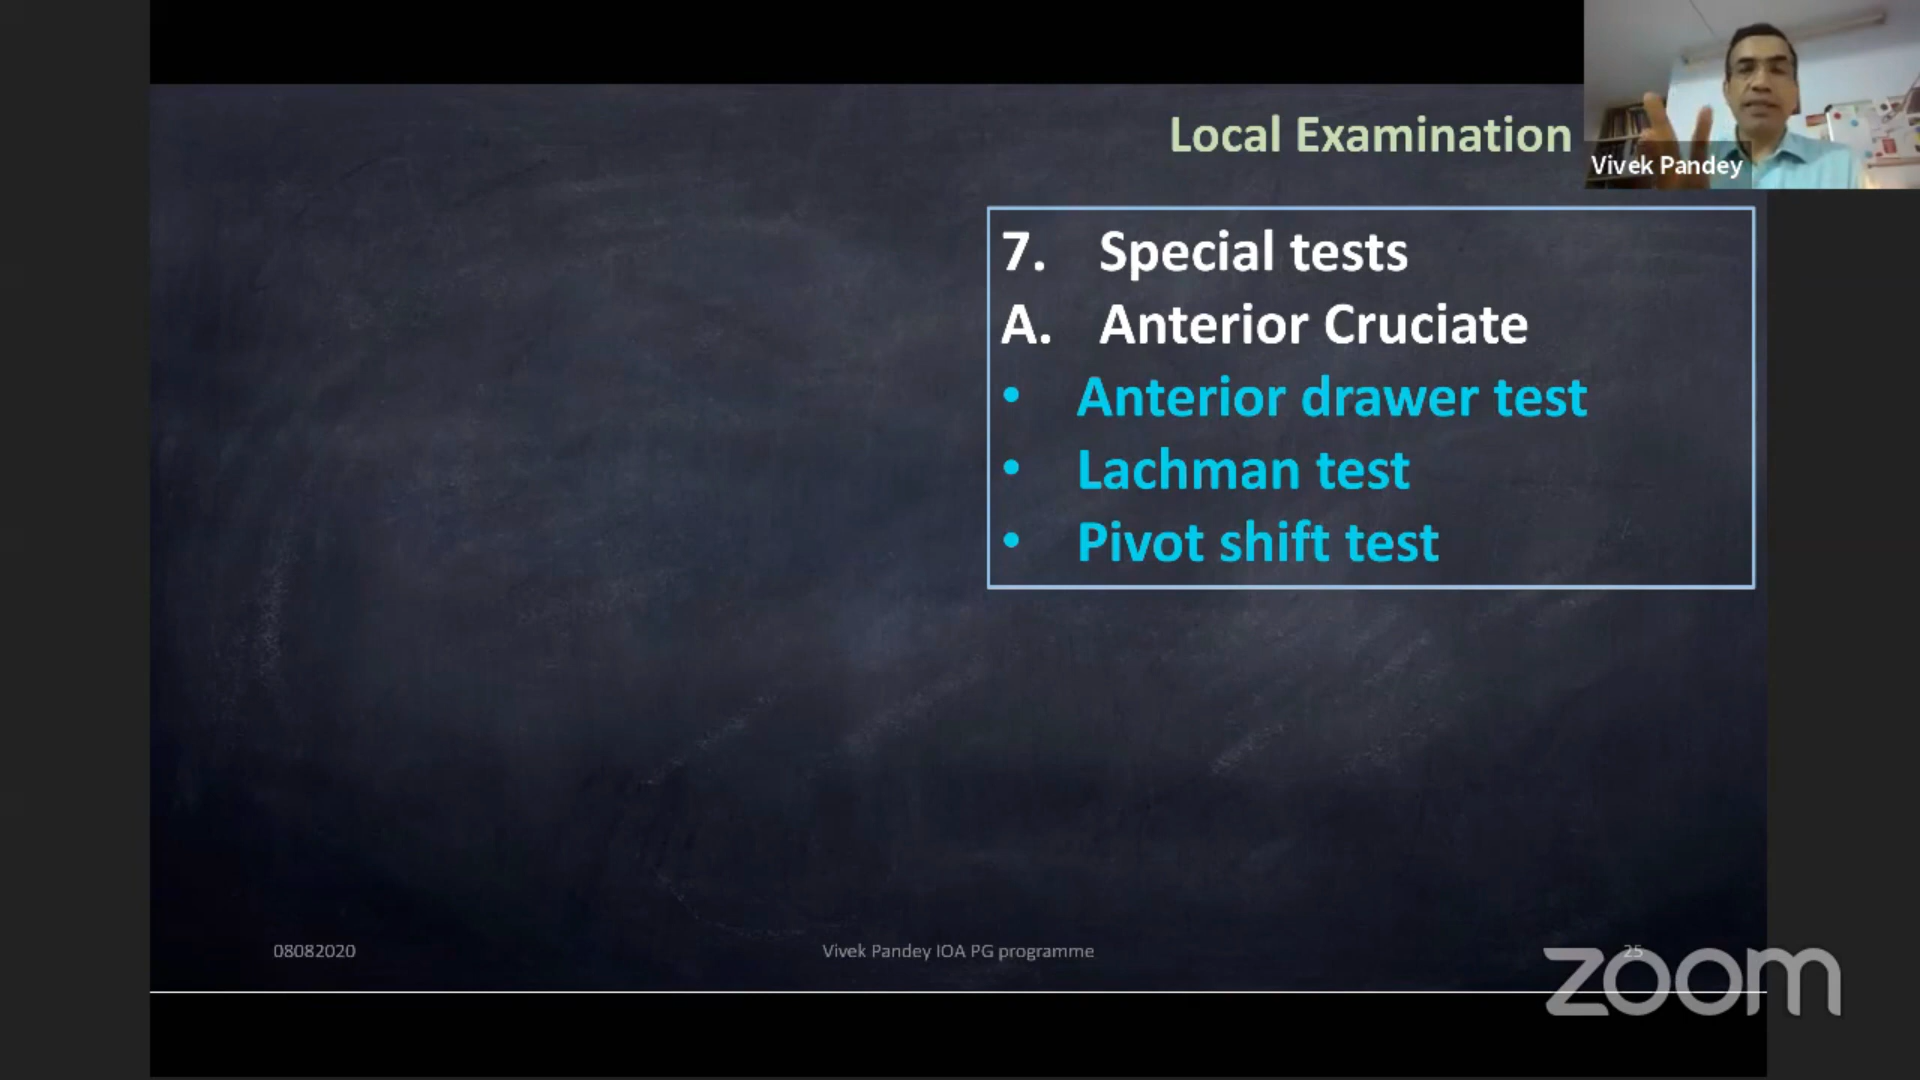 Local Examination
Vivek Pandey
7. Special tests
A. Anterior Cruciate
• Anterior drawer test
• Lachman test
• Pivot shift test
08082020
Vivek Pandey IOA PG programme
25
zoom